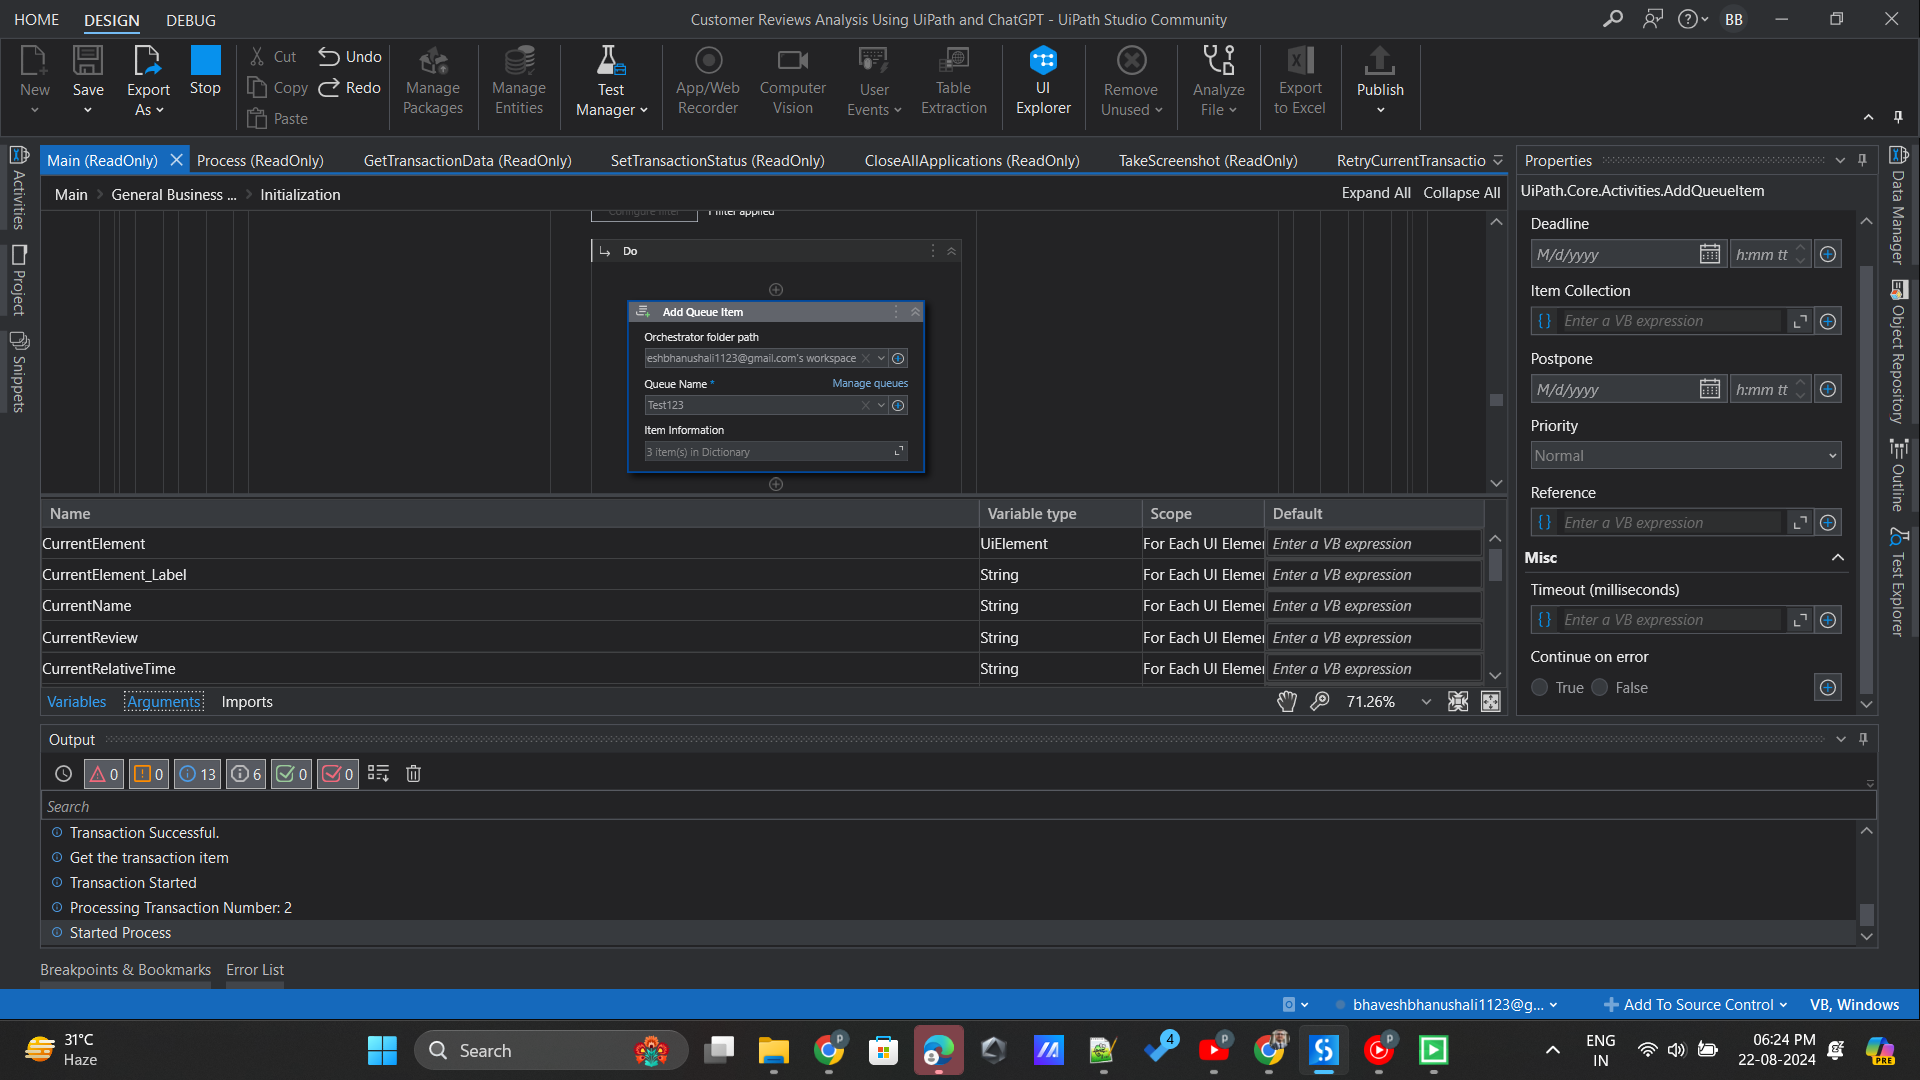 HOME DESIGN DEBUG
Customer Reviews Analysis Using UiPath and ChatGPT - UiPath Studio Community
BB
New
Save
Export As
Stop
Cut
Copy
Paste
Undo
Redo
Manage Packages
Manage Entities
Test Manager
App/Web Recorder
Computer Vision
User Events
Table Extraction
UI Explorer
Remove Unused
Analyze File
Export to Excel
Publish
Main (ReadOnly) Process (ReadOnly) GetTransactionData (ReadOnly) SetTransactionStatus (ReadOnly) CloseAllApplications (ReadOnly) TakeScreenshot (ReadOnly) RetryCurrentTransactio
Activities
Project
Snippets
Main > General Business ... > Initialization
Expand All Collapse All
Configure filter 1 filter applied
Do
Add Queue Item
Orchestrator folder path
eshbhanushali1123@gmail.com's workspace
Queue Name * Manage queues
Test123
Item Information
3 item(s) in Dictionary
Name Variable type Scope Default
CurrentElement UiElement For Each UI Elemer Enter a VB expression
CurrentElement_Label String For Each UI Elemer Enter a VB expression
CurrentName String For Each UI Elemer Enter a VB expression
CurrentReview String For Each UI Elemer Enter a VB expression
CurrentRelativeTime String For Each UI Elemer Enter a VB expression
Variables Arguments Imports
71.26%
Properties
UiPath.Core.Activities.AddQueueItem
Deadline
M/d/yyyy h:mm tt
Item Collection
Enter a VB expression
Postpone
M/d/yyyy h:mm tt
Priority
Normal
Reference
Enter a VB expression
Misc
Timeout (milliseconds)
Enter a VB expression
Continue on error
True False
Data Manager
Object Repository
Outline
Test Explorer
Output
0 0 13 6 0 0
Search
Transaction Successful.
Get the transaction item
Transaction Started
Processing Transaction Number: 2
Started Process
Breakpoints & Bookmarks Error List
bhaveshbhanushali1123@g... Add To Source Control VB, Windows
31°C
Haze
Search
4
P
P
P
PRE
ENG
IN
06:24 PM
22-08-2024